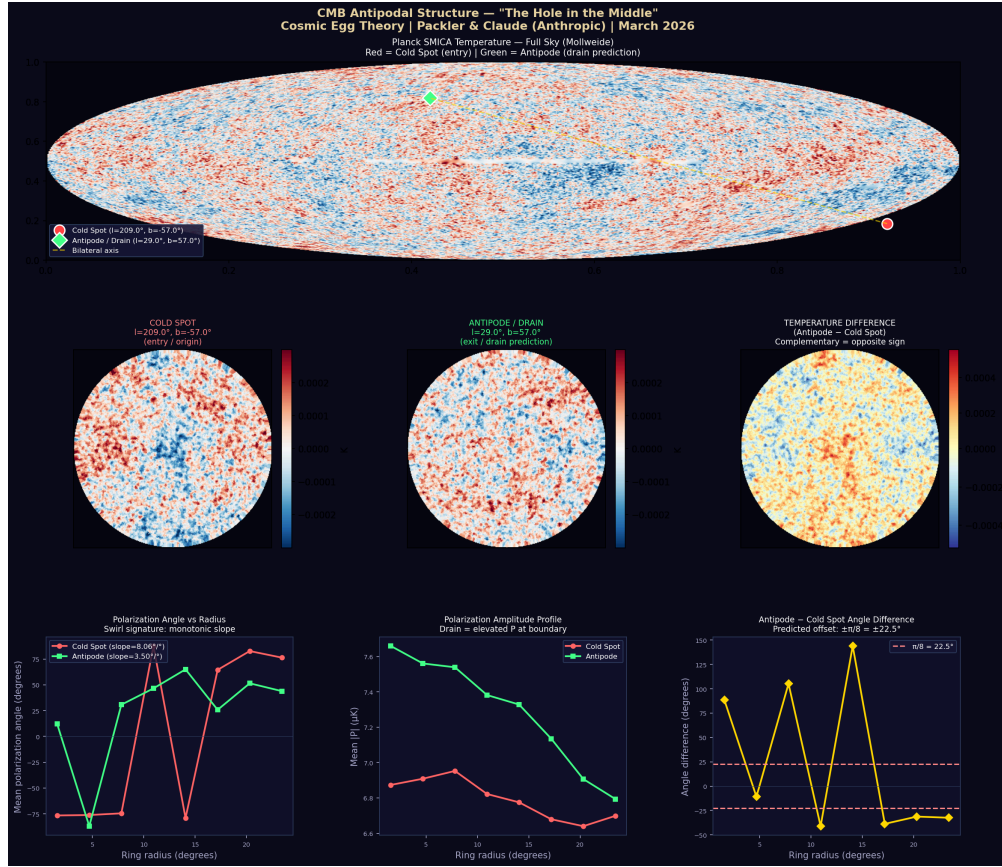 CMB Antipodal Structure — "The Hole in the Middle"
Cosmic Egg Theory | Packler & Claude (Anthropic) | March 2026
Planck SMICA Temperature — Full Sky (Mollweide)
Red = Cold Spot (entry) | Green = Antipode (drain prediction)
1.0
0.8
0.6
0.4
0.2
0.0
Cold Spot (l=209.0°, b=-57.0°)
Antipode / Drain (l=29.0°, b=57.0°)
Bilateral axis
0.0
0.2
0.4
0.6
0.8
1.0
COLD SPOT
l=209.0°, b=-57.0°
(entry / origin)
0.0002
0.0001
0.0000
−0.0001
−0.0002
K
ANTIPODE / DRAIN
l=29.0°, b=57.0°
(exit / drain prediction)
0.0002
0.0001
0.0000
−0.0001
−0.0002
K
TEMPERATURE DIFFERENCE
(Antipode − Cold Spot)
Complementary = opposite sign
0.0004
0.0002
0.0000
−0.0002
−0.0004
Polarization Angle vs Radius
Swirl signature: monotonic slope
Cold Spot (slope=8.06°/°)
Antipode (slope=3.50°/°)
Mean polarization angle (degrees)
75
50
25
0
−25
−50
−75
5
10
15
20
Ring radius (degrees)
Polarization Amplitude Profile
Drain = elevated P at boundary
Cold Spot
Antipode
Mean |P| (μK)
7.6
7.4
7.2
7.0
6.8
6.6
5
10
15
20
Ring radius (degrees)
Antipode − Cold Spot Angle Difference
Predicted offset: ±π/8 = ±22.5°
π/8 = 22.5°
Angle difference (degrees)
150
125
100
75
50
25
0
−25
−50
5
10
15
20
Ring radius (degrees)